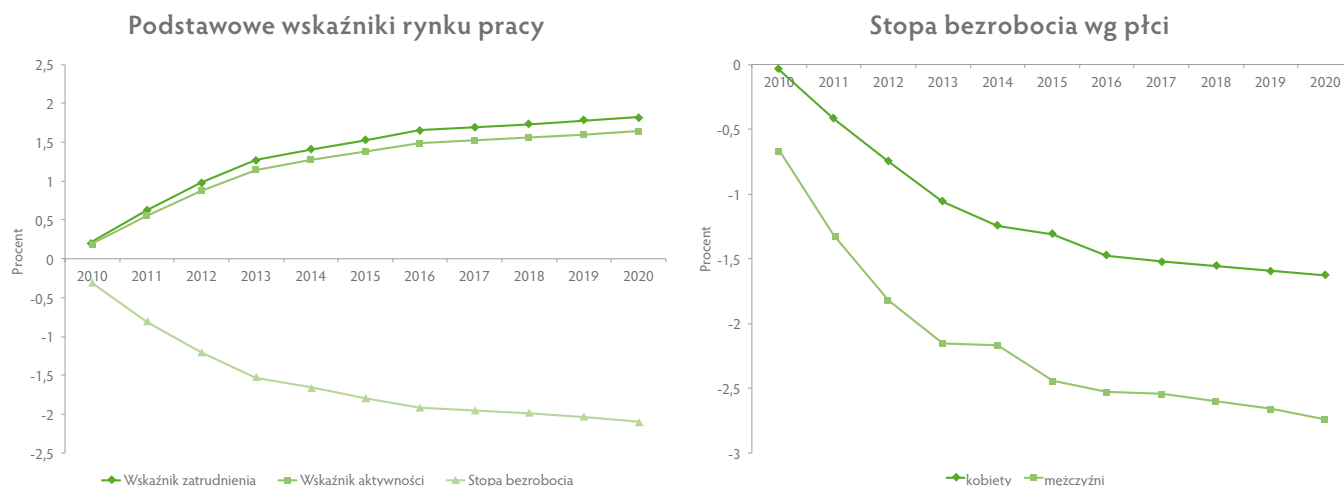 Podstawowe wskaźniki rynku pracy
2,5
2
1,5
1
0,5
0
-0,5
-1
-1,5
-2
-2,5
Procent
2010 2011 2012 2013 2014 2015 2016 2017 2018 2019 2020
Wskaźnik zatrudnienia Wskaźnik aktywności Stopa bezrobocia
Stopa bezrobocia wg płci
0
-0,5
-1
-1,5
-2
-2,5
-3
Procent
2010 2011 2012 2013 2014 2015 2016 2017 2018 2019 2020
kobiety mężczyźni